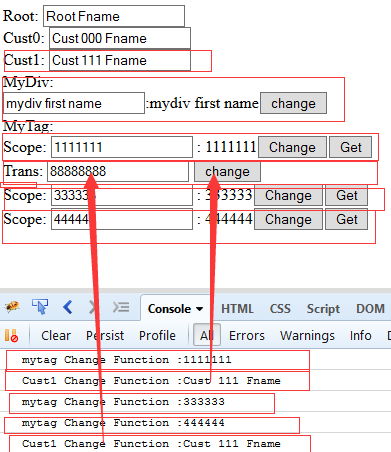 Root: Root Fname
Cust0: Cust 000 Fname
Cust1: Cust 111 Fname
MyDiv:
mydiv first name :mydiv first name change
MyTag:
Scope: 1111111 : 1111111 Change Get
Trans: 88888888 change
Scope: 333333 : 333333 Change Get
Scope: 44444 : 444444 Change Get
Console HTML CSS Script DOM
Clear Persist Profile All Errors Warnings Info De
mytag Change Function :1111111
Cust1 Change Function :Cust 111 Fname
mytag Change Function :333333
mytag Change Function :444444
Cust1 Change Function :Cust 111 Fname